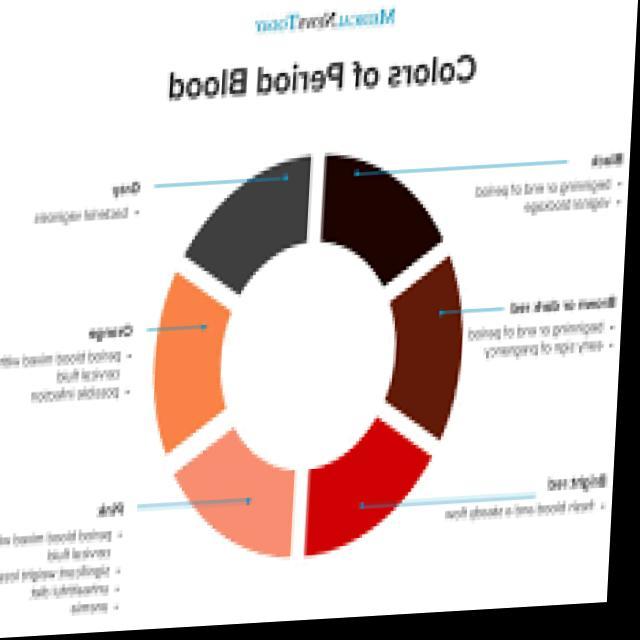 MedicalNewsToday
Colors of Period Blood
Black
• beginning or end of period
• vaginal blockage
Brown or dark red
• beginning or end of period
• early sign of pregnancy
Bright red
• fresh blood and a steady flow
Gray
• bacterial vaginosis
Orange
• period blood mixed with
cervical fluid
• possible infection
Pink
• period blood mixed with
cervical fluid
• significant weight loss
• unhealthful diet
• anemia